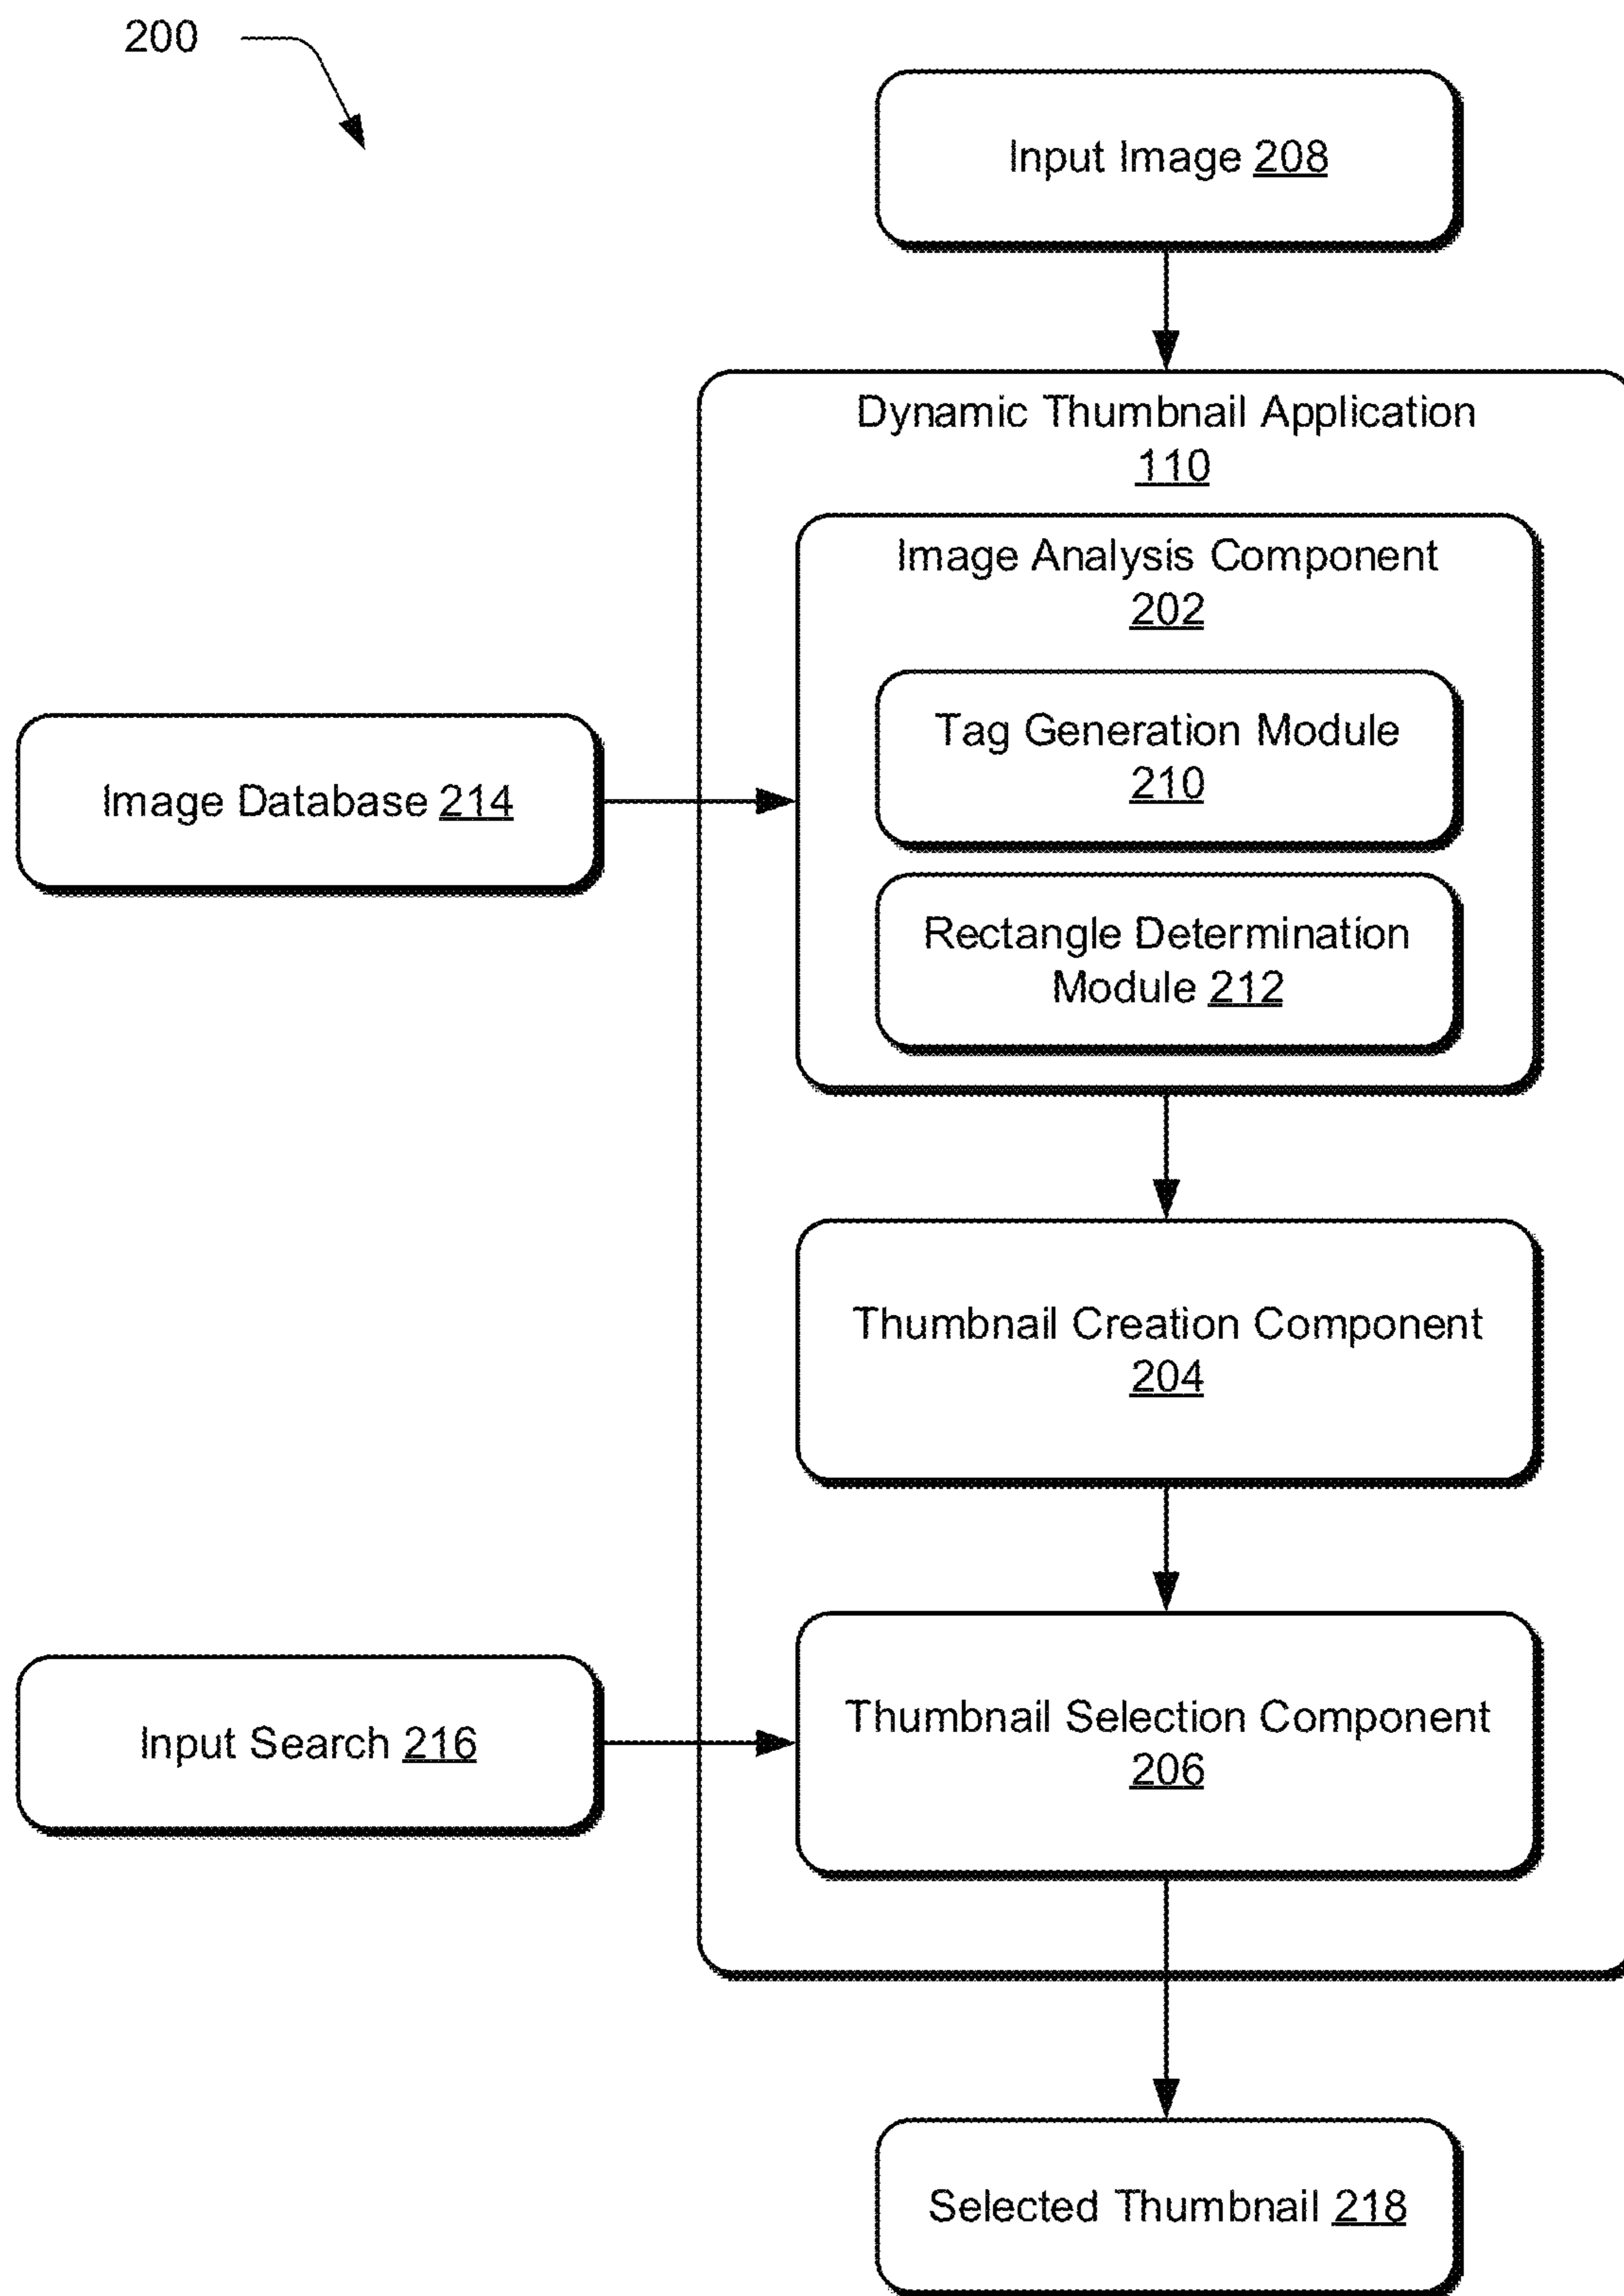 200
Input Image 208
Dynamic Thumbnail Application
110
Image Analysis Component
202
Tag Generation Module
210
Image Database 214
Rectangle Determination
Module 212
Thumbnail Creation Component
204
Thumbnail Selection Component
206
Input Search 216
Selected Thumbnail 218